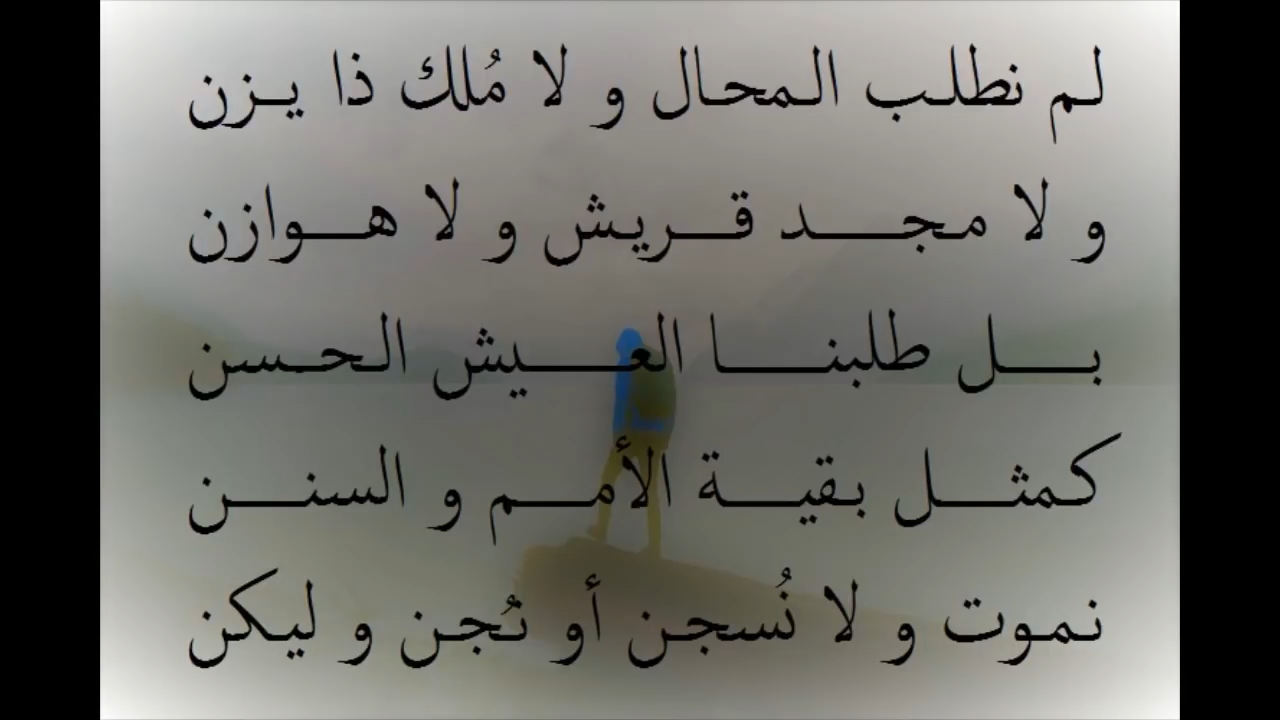 لم نطلب المحال و لا مُلك ذا يزن
و لا مجد قريش و لا هوازن
بل طلبنا العيش الحسن
كمثل بقية الأمم و السنن
نموت و لا نُسجن أو تُجن و ليكن